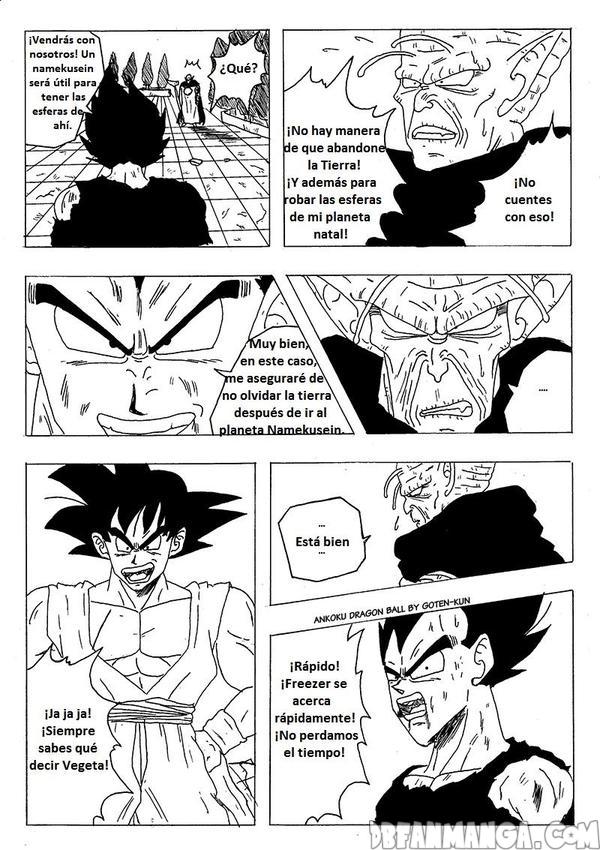 ¡Vendrás con
nosotros! Un
namekusein
será útil para
tener las
esferas de
ahí.
¿Qué?
¡No hay manera
de que abandone
la Tierra!
¡Y además para
robar las esferas
de mi planeta
natal!
¡No
cuentes
con eso!
Muy bien,
en este caso,
me aseguraré de
no olvidar la tierra
después de ir al
planeta Namekusein.
....
¡Ja ja ja!
¡Siempre
sabes qué
decir Vegeta!
...
Está bien
...
ANKOKU DRAGON BALL BY GOTEN-KUN
¡Rápido!
¡Freezer se
acerca
rápidamente!
¡No perdamos
el tiempo!
DBFANMANGA.COM